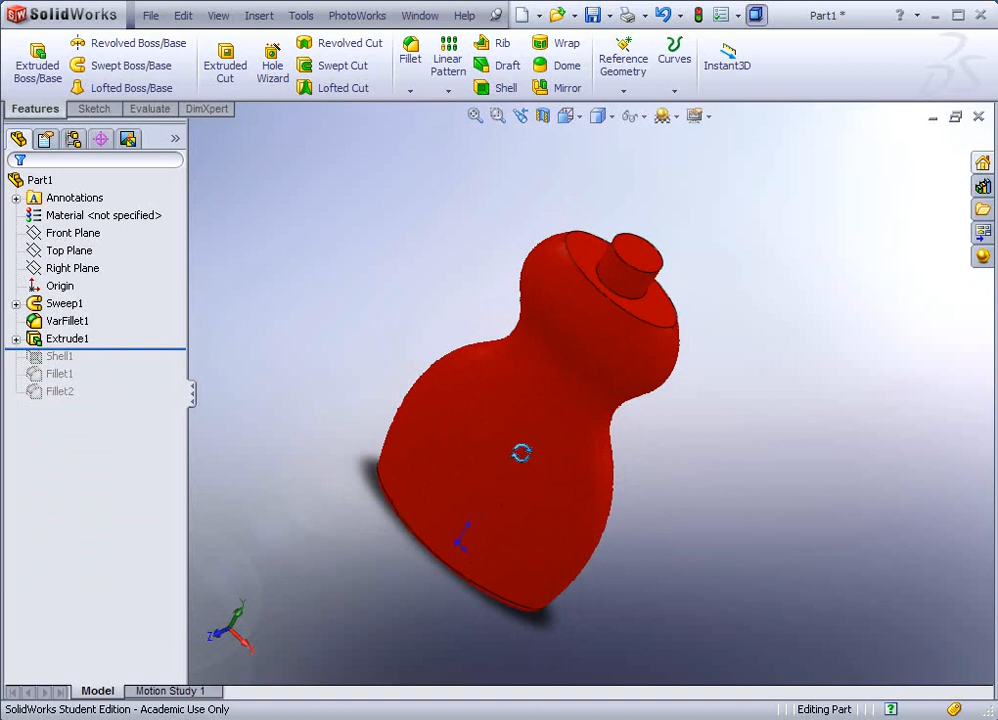 SolidWorks File Edit View Insert Tools PhotoWorks Window Help Part1 * ?
Extruded Boss/Base
Revolved Boss/Base
Swept Boss/Base
Lofted Boss/Base
Extruded Cut
Hole Wizard
Revolved Cut
Swept Cut
Lofted Cut
Fillet
Linear Pattern
Rib
Draft
Shell
Wrap
Dome
Mirror
Reference Geometry
Curves
Instant3D
Features Sketch Evaluate DimXpert
Part1
Annotations
Material <not specified>
Front Plane
Top Plane
Right Plane
Origin
Sweep1
VarFillet1
Extrude1
Shell1
Fillet1
Fillet2
Y
Z
X
Model Motion Study 1
SolidWorks Student Edition - Academic Use Only Editing Part ?